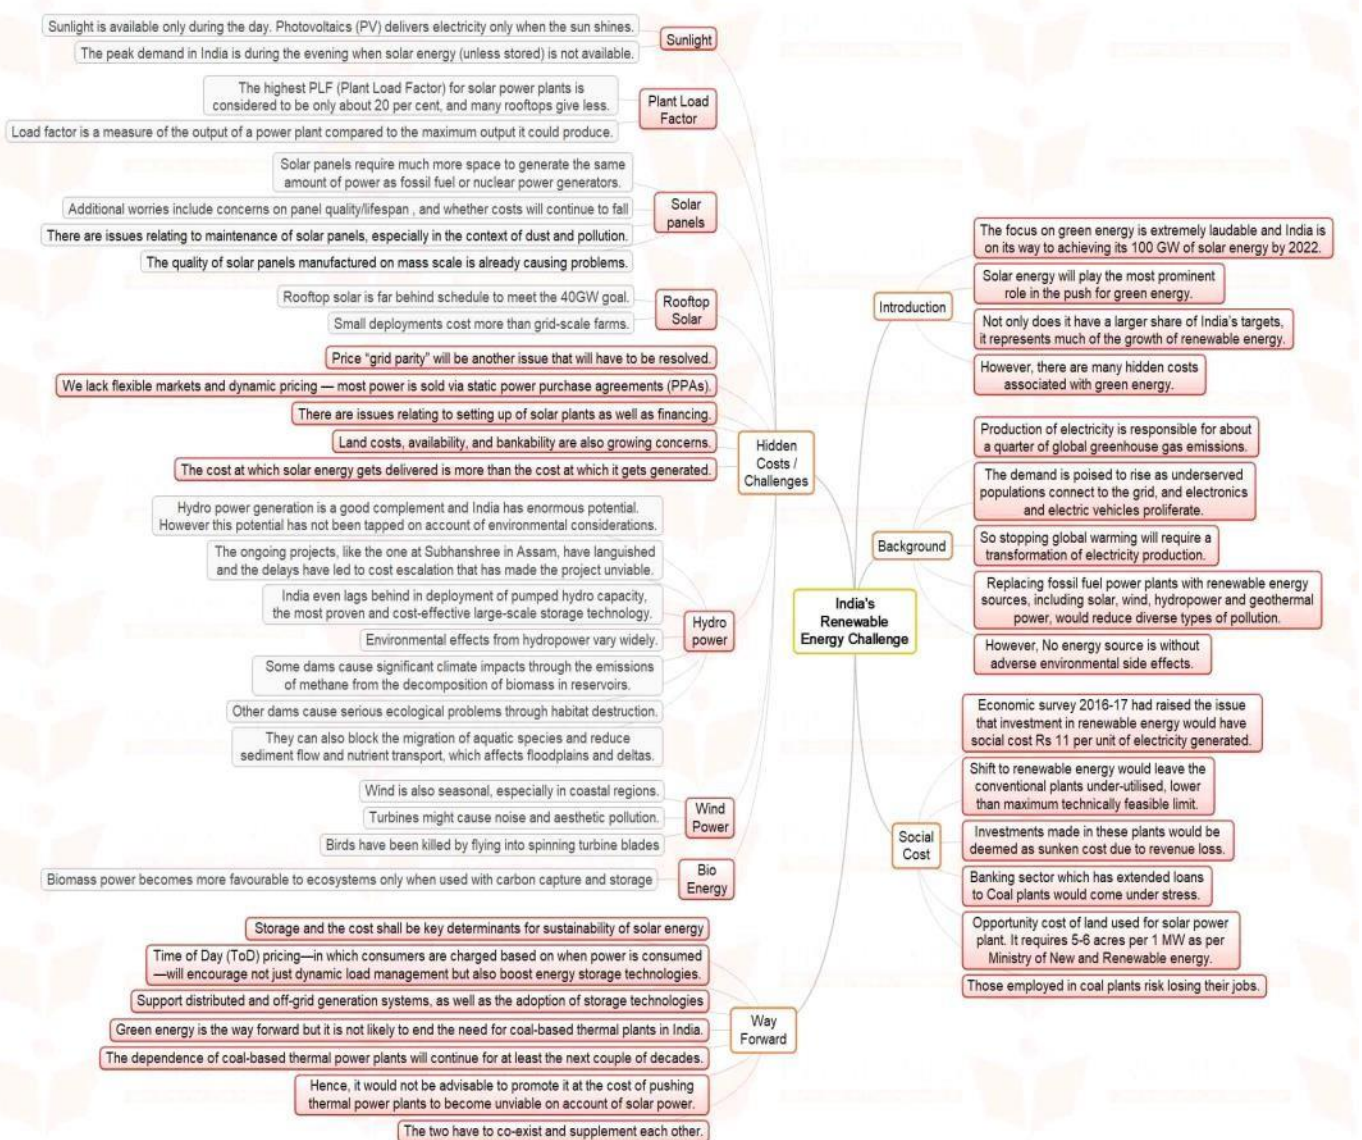 India's
Renewable
Energy Challenge
Introduction
The focus on green energy is extremely laudable and India is
on its way to achieving its 100 GW of solar energy by 2022.
Solar energy will play the most prominent
role in the push for green energy.
Not only does it have a larger share of India's targets,
it represents much of the growth of renewable energy.
However, there are many hidden costs
associated with green energy.
Background
Production of electricity is responsible for about
a quarter of global greenhouse gas emissions.
The demand is poised to rise as underserved
populations connect to the grid, and electronics
and electric vehicles proliferate.
So stopping global warming will require a
transformation of electricity production.
Replacing fossil fuel power plants with renewable energy
sources, including solar, wind, hydropower and geothermal
power, would reduce diverse types of pollution.
However, No energy source is without
adverse environmental side effects.
Social
Cost
Economic survey 2016-17 had raised the issue
that investment in renewable energy would have
social cost Rs 11 per unit of electricity generated.
Shift to renewable energy would leave the
conventional plants under-utilised, lower
than maximum technically feasible limit.
Investments made in these plants would be
deemed as sunken cost due to revenue loss.
Banking sector which has extended loans
to Coal plants would come under stress.
Opportunity cost of land used for solar power
plant. It requires 5-6 acres per 1 MW as per
Ministry of New and Renewable energy.
Those employed in coal plants risk losing their jobs.
Hidden
Costs /
Challenges
Sunlight
Sunlight is available only during the day. Photovoltaics (PV) delivers electricity only when the sun shines.
The peak demand in India is during the evening when solar energy (unless stored) is not available.
Plant Load
Factor
The highest PLF (Plant Load Factor) for solar power plants is
considered to be only about 20 per cent, and many rooftops give less.
Load factor is a measure of the output of a power plant compared to the maximum output it could produce.
Solar
panels
Solar panels require much more space to generate the same
amount of power as fossil fuel or nuclear power generators.
Additional worries include concerns on panel quality/lifespan , and whether costs will continue to fall
There are issues relating to maintenance of solar panels, especially in the context of dust and pollution.
The quality of solar panels manufactured on mass scale is already causing problems.
Rooftop
Solar
Rooftop solar is far behind schedule to meet the 40GW goal.
Small deployments cost more than grid-scale farms.
Price “grid parity” will be another issue that will have to be resolved.
We lack flexible markets and dynamic pricing — most power is sold via static power purchase agreements (PPAs).
There are issues relating to setting up of solar plants as well as financing.
Land costs, availability, and bankability are also growing concerns.
The cost at which solar energy gets delivered is more than the cost at which it gets generated.
Hydro
power
Hydro power generation is a good complement and India has enormous potential.
However this potential has not been tapped on account of environmental considerations.
The ongoing projects, like the one at Subhanshree in Assam, have languished
and the delays have led to cost escalation that has made the project unviable.
India even lags behind in deployment of pumped hydro capacity,
the most proven and cost-effective large-scale storage technology.
Environmental effects from hydropower vary widely.
Some dams cause significant climate impacts through the emissions
of methane from the decomposition of biomass in reservoirs.
Other dams cause serious ecological problems through habitat destruction.
They can also block the migration of aquatic species and reduce
sediment flow and nutrient transport, which affects floodplains and deltas.
Wind
Power
Wind is also seasonal, especially in coastal regions.
Turbines might cause noise and aesthetic pollution.
Birds have been killed by flying into spinning turbine blades
Bio
Energy
Biomass power becomes more favourable to ecosystems only when used with carbon capture and storage
Way
Forward
Storage and the cost shall be key determinants for sustainability of solar energy
Time of Day (ToD) pricing—in which consumers are charged based on when power is consumed
—will encourage not just dynamic load management but also boost energy storage technologies.
Support distributed and off-grid generation systems, as well as the adoption of storage technologies
Green energy is the way forward but it is not likely to end the need for coal-based thermal plants in India.
The dependence of coal-based thermal power plants will continue for at least the next couple of decades.
Hence, it would not be advisable to promote it at the cost of pushing
thermal power plants to become unviable on account of solar power.
The two have to co-exist and supplement each other.